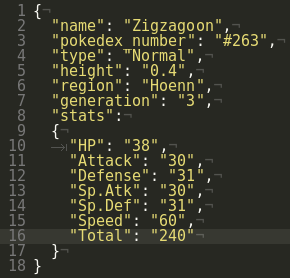 1 {¬
2 "name": "Zigzagoon",¬
3 "pokedex_number": "#263",¬
4 "type": "Normal",¬
5 "height": "0.4",¬
6 "region": "Hoenn",¬
7 "generation": "3",¬
8 "stats":¬
9 {¬
10 "HP": "38",¬
11 "Attack": "30",¬
12 "Defense": "31",¬
13 "Sp.Atk": "30",¬
14 "Sp.Def": "31",¬
15 "Speed": "60",¬
16 "Total": "240"¬
17 }¬
18 }